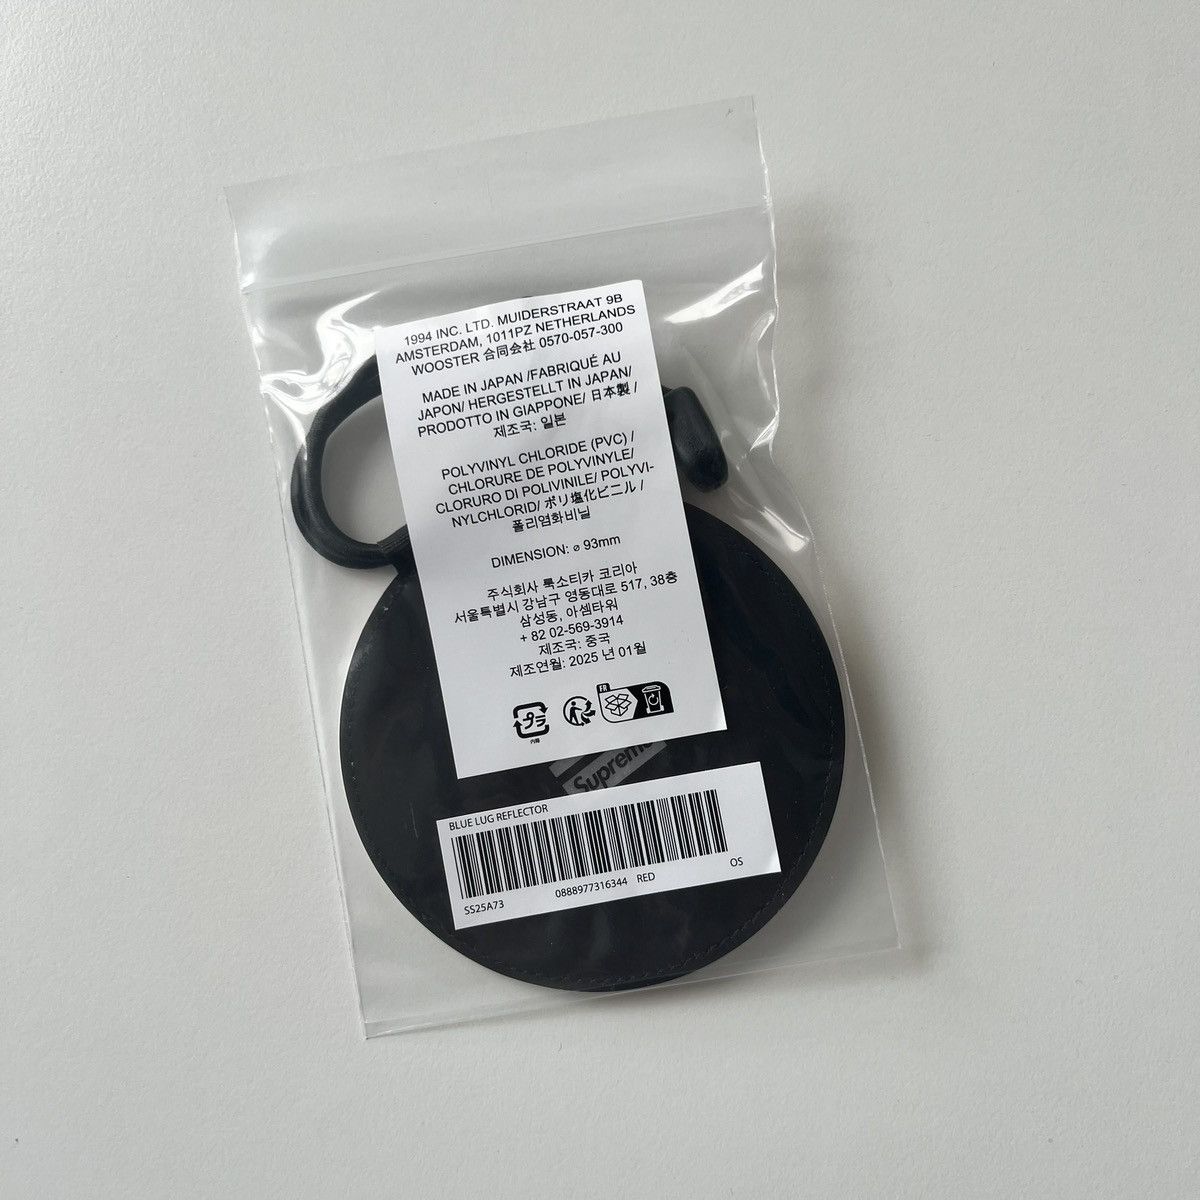 1994 INC. LTD. MUIDERSTRAAT 9B
AMSTERDAM, 1011PZ NETHERLANDS
WOOSTER 合同会社 0570-057-300
MADE IN JAPAN /FABRIQUÉ AU
JAPON/ HERGESTELLT IN JAPAN/
PRODOTTO IN GIAPPONE/ 日本製 /
제조국: 일본
POLYVINYL CHLORIDE (PVC) /
CHLORURE DE POLYVINYLE/
CLORURO DI POLIVINILE/ POLYVI-
NYLCHLORID/ ポリ塩化ビニル /
폴리염화비닐
DIMENSION: ⌀ 93mm
주식회사 룩소티카 코리아
서울특별시 강남구 영동대로 517, 38층
삼성동, 아셈타워
+ 82 02-569-3914
제조국: 중국
제조연월: 2025 년 01월
プラ
内袋
FR
Supreme
BLUE LUG REFLECTOR
SS25A73 0888977316344 RED OS